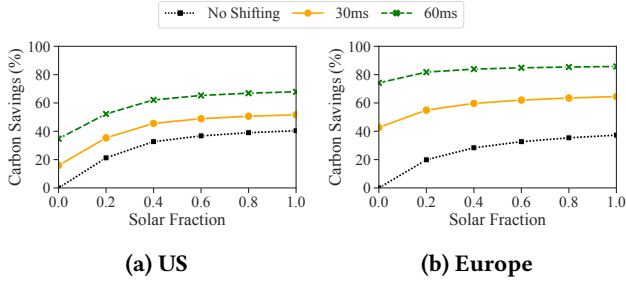 No Shifting 30ms 60ms
Carbon Savings (%)
100
80
60
40
20
0
0.0 0.2 0.4 0.6 0.8 1.0
Solar Fraction
(a) US
Carbon Savings (%)
100
80
60
40
20
0
0.0 0.2 0.4 0.6 0.8 1.0
Solar Fraction
(b) Europe